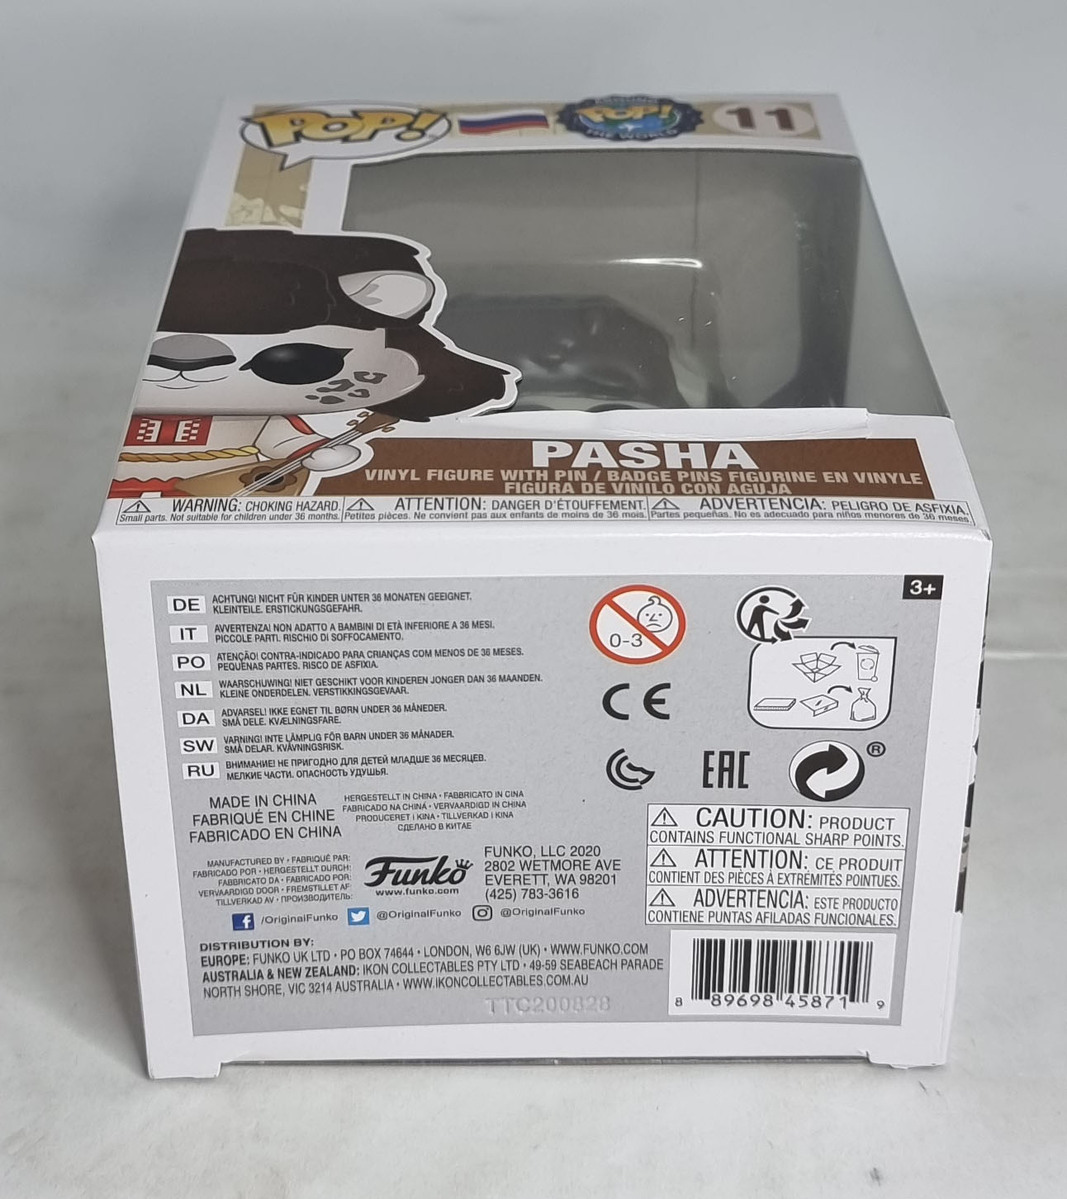 POP!
AROUND
POP!
THE WORLD
11
PASHA
VINYL FIGURE WITH PIN / BADGE PINS FIGURINE EN VINYLE
FIGURA DE VINILO CON AGUJA
WARNING: CHOKING HAZARD.
Small parts. Not suitable for children under 36 months.
ATTENTION: DANGER D'ÉTOUFFEMENT.
Petites pièces. Ne convient pas aux enfants de moins de 36 mois.
ADVERTENCIA: PELIGRO DE ASFIXIA.
Partes pequeñas. No es adecuado para niños menores de 36 meses.
3+
DE ACHTUNG! NICHT FÜR KINDER UNTER 36 MONATEN GEEIGNET.
KLEINTEILE. ERSTICKUNGSGEFAHR.
IT AVVERTENZA! NON ADATTO A BAMBINI DI ETÀ INFERIORE A 36 MESI.
PICCOLE PARTI. RISCHIO DI SOFFOCAMENTO.
PO ATENÇÃO! CONTRA-INDICADO PARA CRIANÇAS COM MENOS DE 36 MESES.
PEQUENAS PARTES. RISCO DE ASFIXIA.
NL WAARSCHUWING! NIET GESCHIKT VOOR KINDEREN JONGER DAN 36 MAANDEN.
KLEINE ONDERDELEN. VERSTIKKINGSGEVAAR.
DA ADVARSEL! IKKE EGNET TIL BØRN UNDER 36 MÅNEDER.
SMÅ DELE. KVÆLNINGSFARE.
SW VARNING! INTE LÄMPLIG FÖR BARN UNDER 36 MÅNADER.
SMÅ DELAR. KVÄVNINGSRISK.
RU ВНИМАНИЕ! НЕ ПРИГОДНО ДЛЯ ДЕТЕЙ МЛАДШЕ 36 МЕСЯЦЕВ.
МЕЛКИЕ ЧАСТИ. ОПАСНОСТЬ УДУШЬЯ.
0-3
CE
EAC
®
MADE IN CHINA
FABRIQUÉ EN CHINE
FABRICADO EN CHINA
HERGESTELLT IN CHINA • FABBRICATO IN CINA
FABRICADO NA CHINA • VERVAARDIGD IN CHINA
PRODUCERET I KINA • TILLVERKAD I KINA
СДЕЛАНО В КИТАЕ
MANUFACTURED BY • FABRIQUÉ PAR:
FABRICADO POR • HERGESTELLT DURCH:
FABBRICATO DA • FABRICADO POR:
VERVAARDIGD DOOR • FREMSTILLET AF:
TILLVERKAD AV • ПРОИЗВОДИТЕЛЬ:
Funko
www.funko.com
FUNKO, LLC 2020
2802 WETMORE AVE
EVERETT, WA 98201
(425) 783-3616
f /OriginalFunko @OriginalFunko @OriginalFunko
CAUTION: PRODUCT
CONTAINS FUNCTIONAL SHARP POINTS.
ATTENTION: CE PRODUIT
CONTIENT DES PIÈCES À EXTRÉMITÉS POINTUES.
ADVERTENCIA: ESTE PRODUCTO
CONTIENE PUNTAS AFILADAS FUNCIONALES.
DISTRIBUTION BY:
EUROPE: FUNKO UK LTD • PO BOX 74644 • LONDON, W6 6JW (UK) • WWW.FUNKO.COM
AUSTRALIA & NEW ZEALAND: IKON COLLECTABLES PTY LTD • 49-59 SEABEACH PARADE
NORTH SHORE, VIC 3214 AUSTRALIA • WWW.IKONCOLLECTABLES.COM.AU
TTC200828
8 89698 45871 9